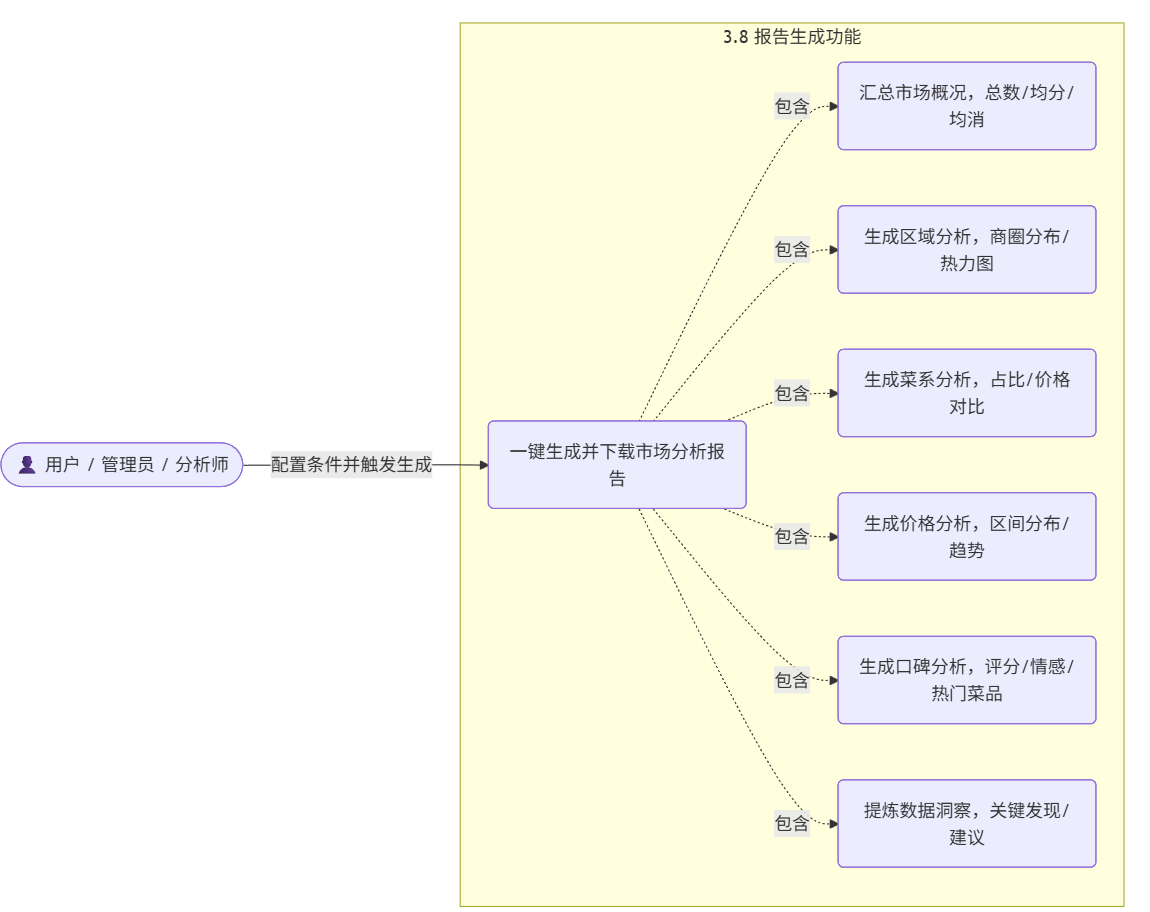 3.8 报告生成功能
包含
汇总市场概况，总数/均分/
均消
包含
生成区域分析，商圈分布/
热力图
包含
生成菜系分析，占比/价格
对比
用户 / 管理员 / 分析师
配置条件并触发生成
一键生成并下载市场分析报
告
包含
生成价格分析，区间分布/
趋势
包含
生成口碑分析，评分/情感/
热门菜品
包含
提炼数据洞察，关键发现/
建议